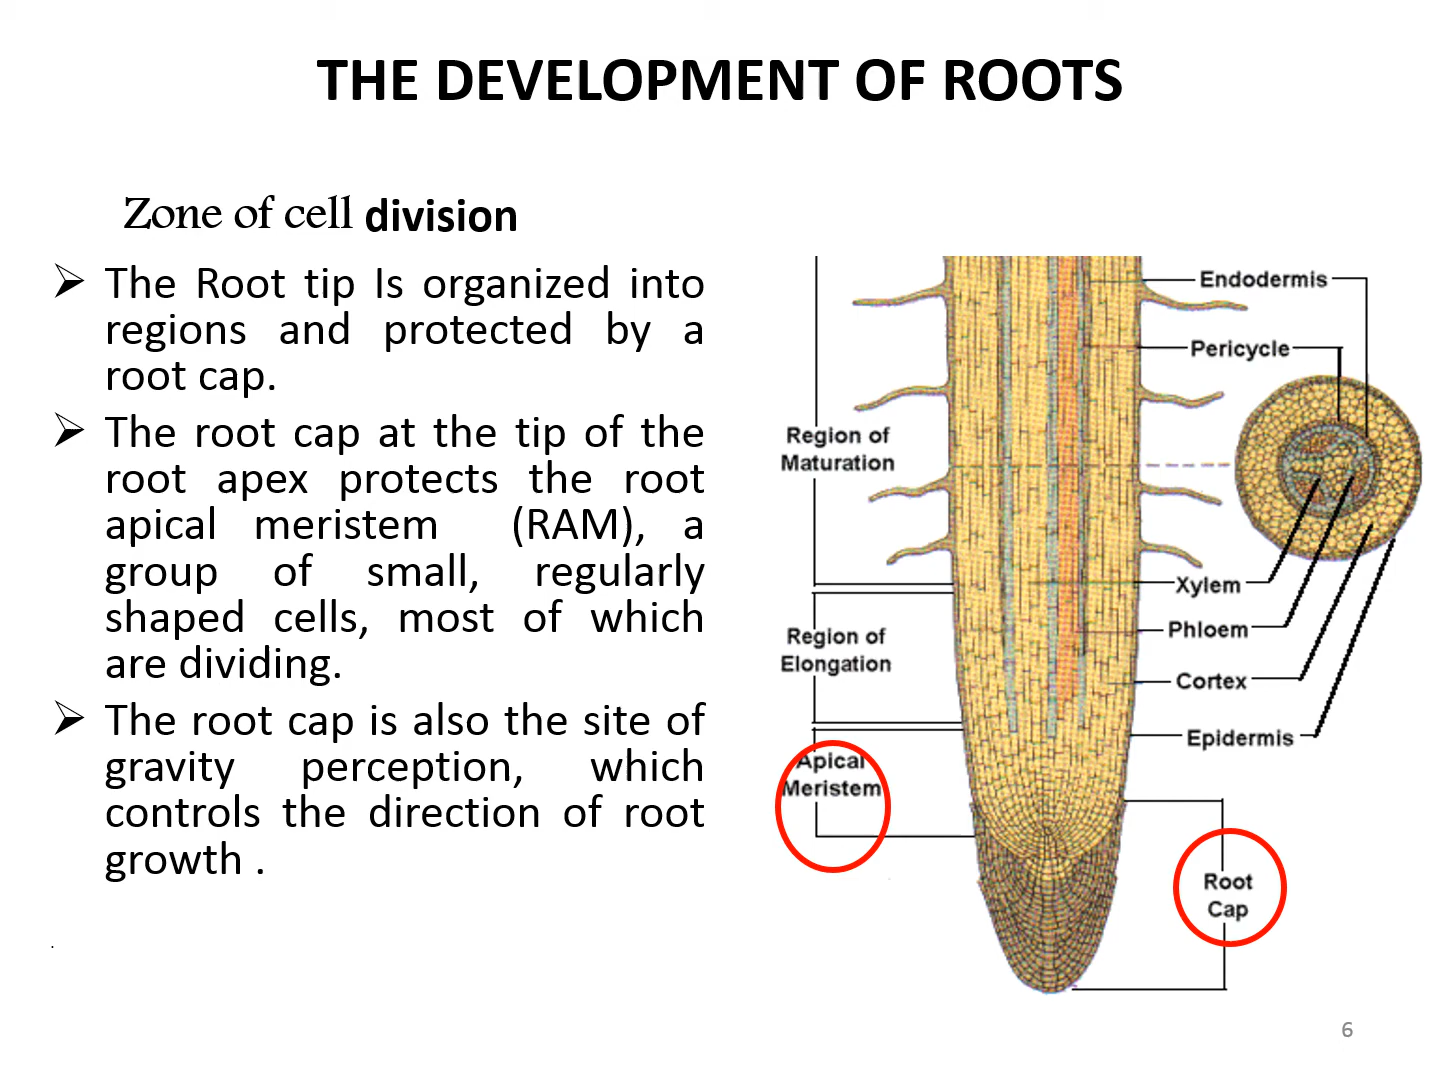 THE DEVELOPMENT OF ROOTS
Zone of cell division
➢ The Root tip Is organized into
regions and protected by a
root cap.
➢ The root cap at the tip of the
root apex protects the root
apical meristem (RAM), a
group of small, regularly
shaped cells, most of which
are dividing.
➢ The root cap is also the site of
gravity perception, which
controls the direction of root
growth .
.
Endodermis
Pericycle
Region of
Maturation
Xylem
Phloem
Region of
Elongation
Cortex
Epidermis
Apical
Meristem
Root
Cap
6